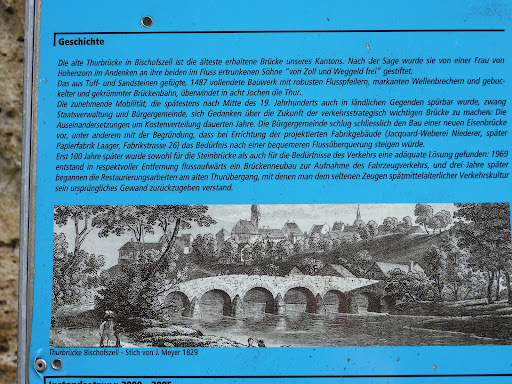 Geschichte
Die alte Thurbrücke in Bischofszell ist die älteste erhaltene Brücke unseres Kantons. Nach der Sage wurde sie von einer Frau von
Hohenzorn im Andenken an ihre beiden im Fluss ertrunkenen Söhne "von Zoll und Weggeld frei" gestiftet.
Das aus Tuff- und Sandsteinen gefügte, 1487 vollendete Bauwerk mit robusten Flusspfeilern, markanten Wellenbrechern und gebuc-
kelter und gekrümmter Brückenbahn, überwindet in acht Jochen die Thur.
Die zunehmende Mobilität, die spätestens nach Mitte des 19. Jahrhunderts auch in ländlichen Gegenden spürbar wurde, zwang
Staatsverwaltung und Bürgergemeinde, sich Gedanken über die Zukunft der verkehrsstrategisch wichtigen Brücke zu machen: Die
Auseinandersetzungen um Kostenverteilung dauerten Jahre. Die Bürgergemeinde schlug schliesslich den Bau einer neuen Eisenbrücke
vor, unter anderem mit der Begründung, dass bei Errichtung der projektierten Fabrikgebäude (Jacquard-Weberei Niederer, später
Papierfabrik Laager, Fabrikstrasse 26) das Bedürfnis nach einer bequemeren Flussüberquerung steigen würde.
Erst 100 Jahre später wurde sowohl für die Steinbrücke als auch für die Bedürfnisse des Verkehrs eine adäquate Lösung gefunden: 1969
entstand in respektvoller Entfernung flussaufwärts ein Brückenneubau zur Aufnahme des Fahrzeugverkehrs, und drei Jahre später
begannen die Restaurierungsarbeiten am alten Thurübergang, mit denen man dem seltenen Zeugen spätmittelalterlicher Verkehrskultur
sein ursprüngliches Gewand zurückzugeben verstand.
Thurbrücke Bischofszell - Stich von J. Meyer 1829